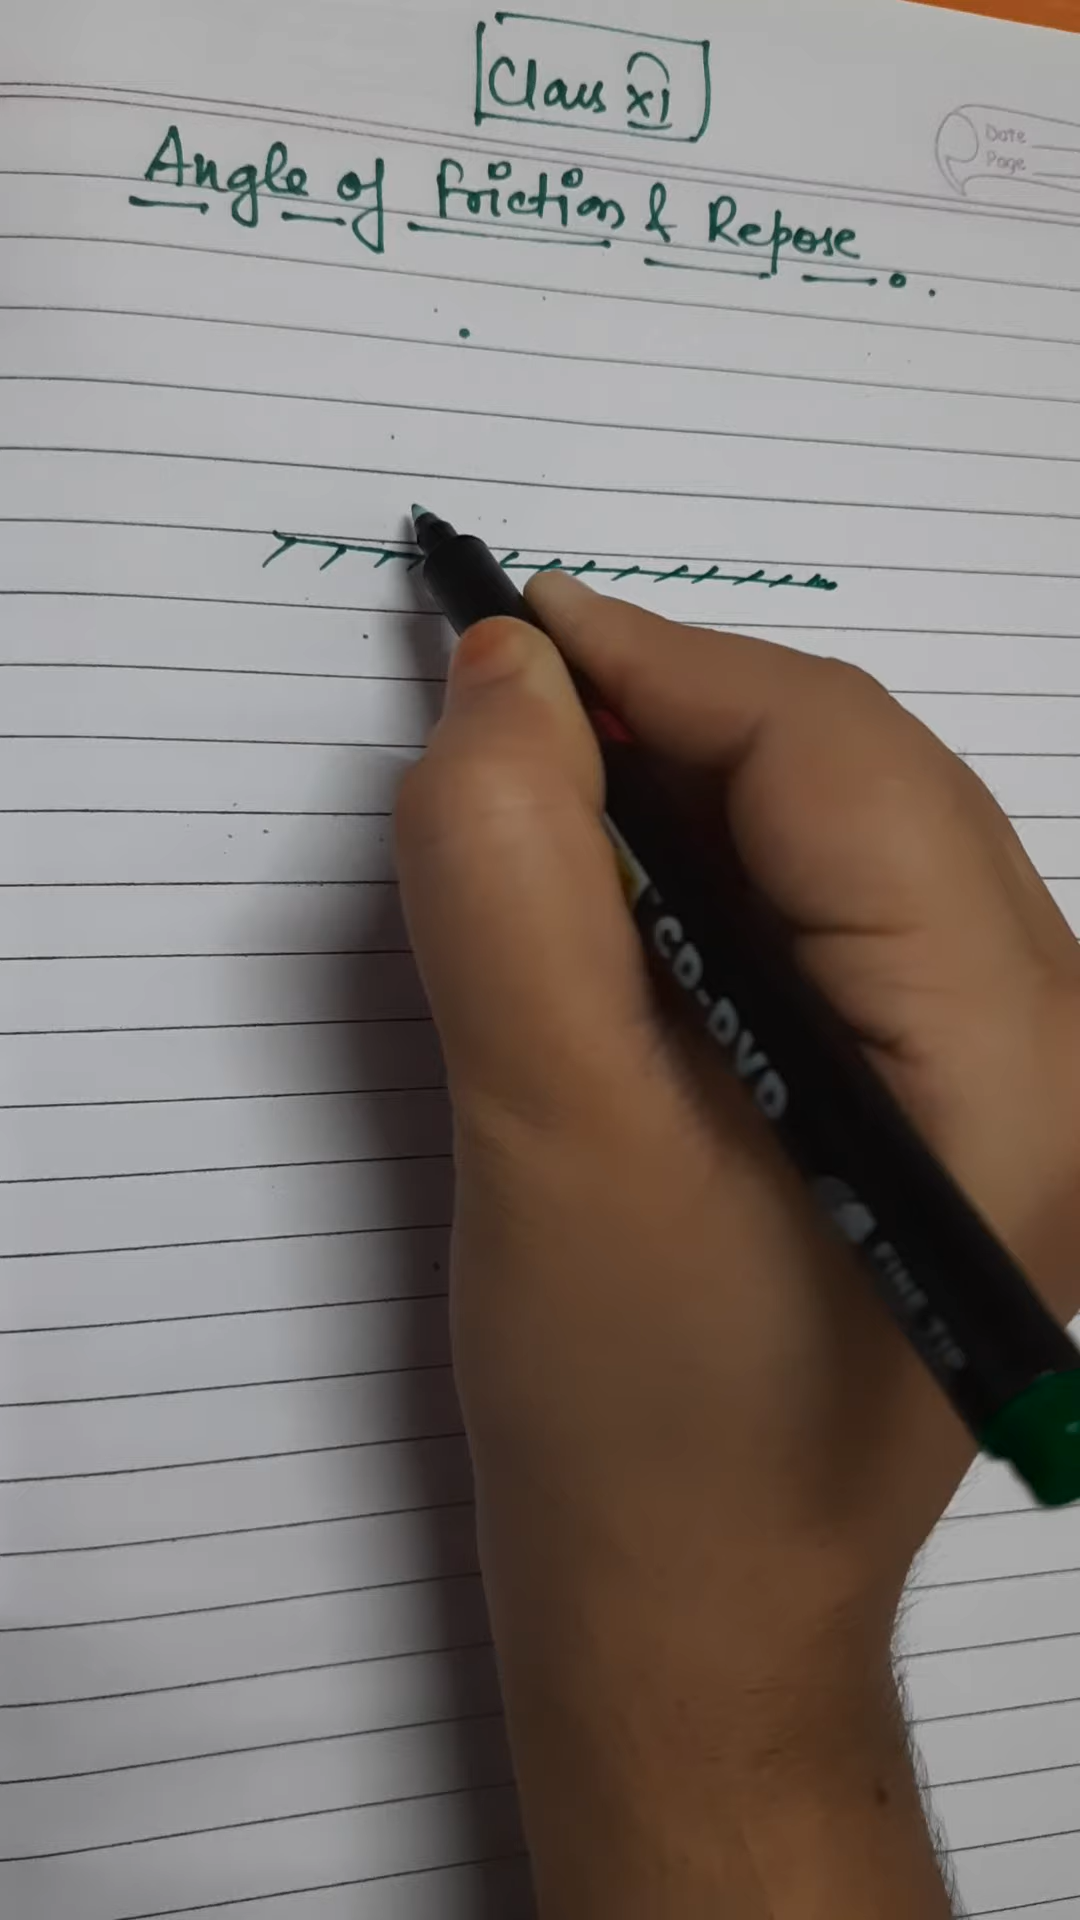 Class XI
Date
Page
Angle of Friction & Repose.
CD-DVD
FINE TIP